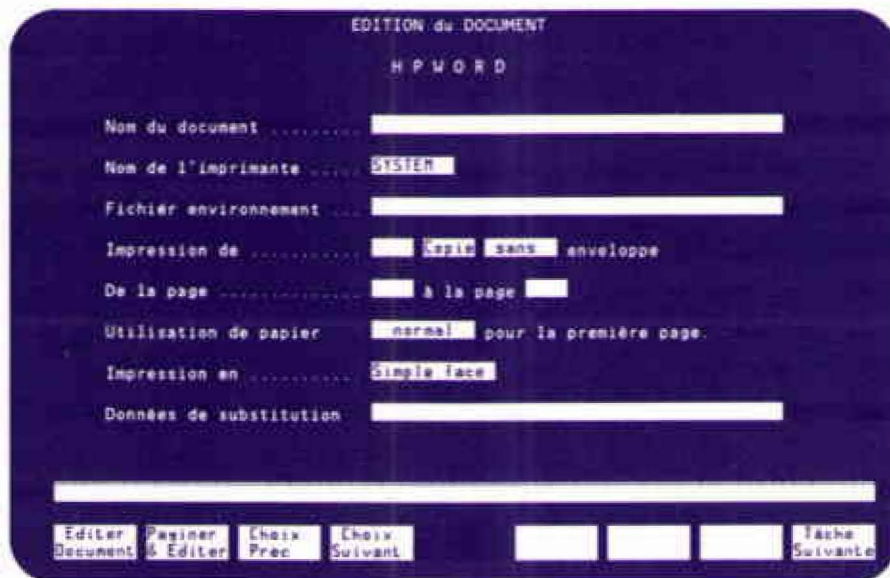 EDITION du DOCUMENT
H P W O R D
Nom du document .........
Nom de l'imprimante ..... SYSTEM
Fichier environnement ...
Impression de ........... Copie sans enveloppe
De la page .............. à la page
Utilisation de papier normal pour la première page.
Impression en .......... Simple face
Données de substitution
Editer Document
Paginer & Editer
Choix Prec
Choix Suivant
Tâche Suivante